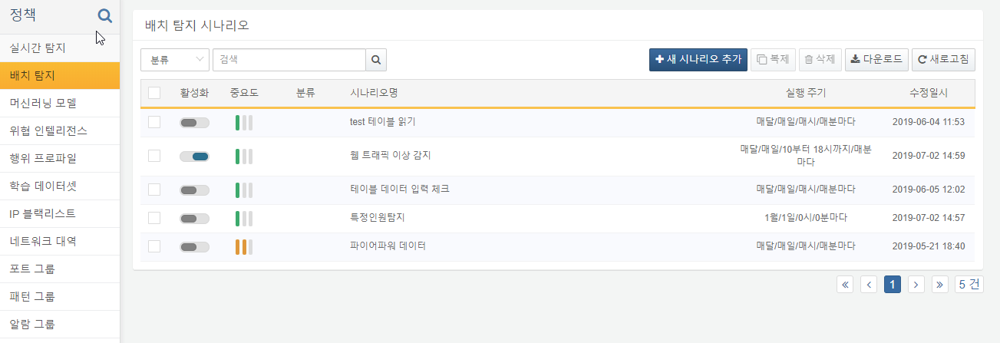 정책
실시간 탐지
배치 탐지
머신러닝 모델
위협 인텔리전스
행위 프로파일
학습 데이터셋
IP 블랙리스트
네트워크 대역
포트 그룹
패턴 그룹
알람 그룹
배치 탐지 시나리오
분류 검색 새 시나리오 추가 복제 삭제 다운로드 새로고침
활성화 중요도 분류 시나리오명 실행 주기 수정일시
test 테이블 읽기 매달/매일/매시/매분마다 2019-06-04 11:53
웹 트래픽 이상 감지 매달/매일/10부터 18시까지/매분
마다 2019-07-02 14:59
테이블 데이터 입력 체크 매달/매일/매시/매분마다 2019-06-05 12:02
특정인원탐지 1월/1일/0시/0분마다 2019-07-02 14:57
파이어파워 데이터 매달/매일/매시/매분마다 2019-05-21 18:40
« ‹ 1 › » 5 건